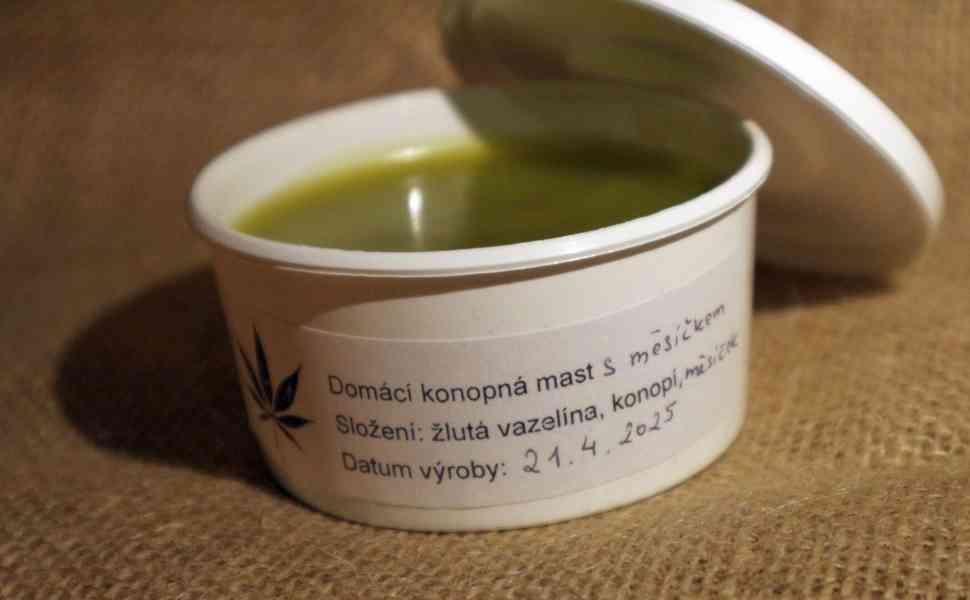 Domácí konopná mast s měsíčkem
Složení: žlutá vazelína, konopí, měsíček
Datum výroby: 21.4.2025